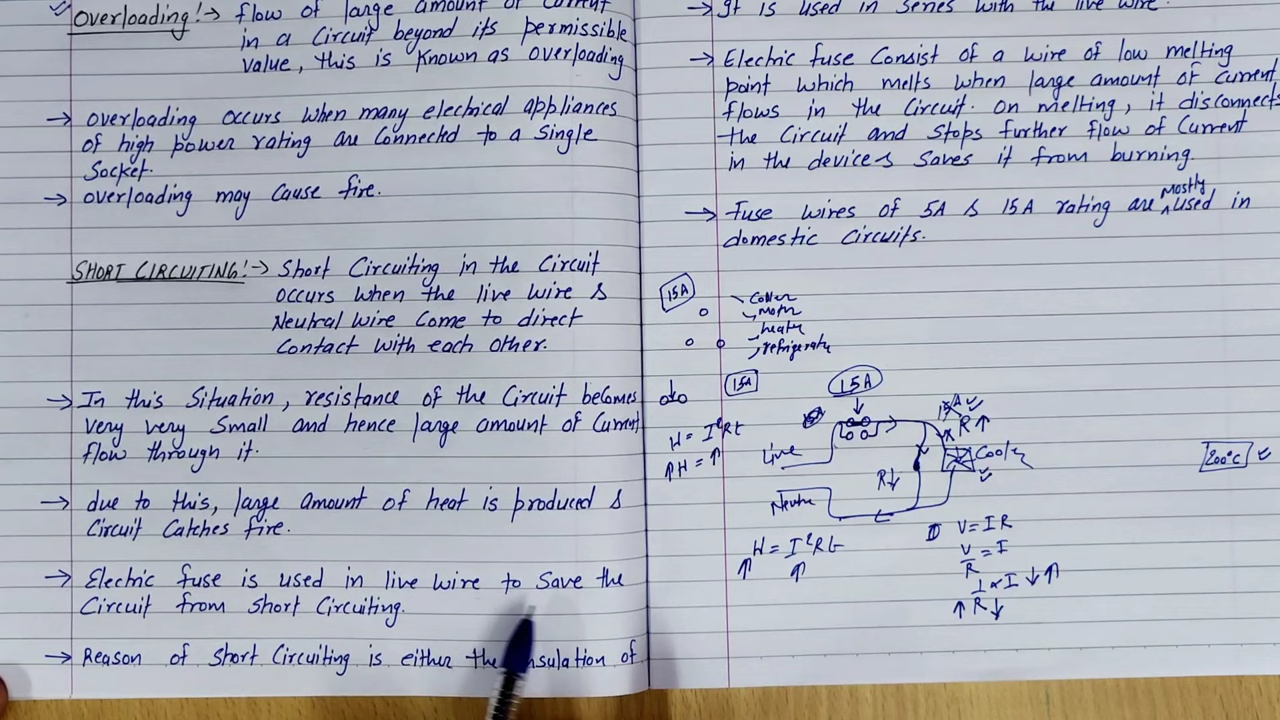 Overloading!→ flow of large amount of current
in a Circuit beyond its permissible
value, this is known as overloading
→ overloading occurs when many electrical appliances
of high power rating are Connected to a Single
Socket.
→ overloading may Cause fire.
SHORT CIRCUITING!→ Short Circuiting in the Circuit
occurs when the live wire &
Neutral wire Come to direct
Contact with each other.
→ In this Situation, resistance of the Circuit becomes
very very Small and hence large amount of Current
flow through it.
→ due to this, large amount of heat is produced &
Circuit Catches fire.
→ Electric fuse is used in live wire to Save the
Circuit from Short Circuiting.
→ Reason of Short Circuiting is either the insulation of
→ It is used in Series with the live wire.
→ Electric fuse Consist of a wire of low melting
point which melts when large amount of Current
flows in the Circuit. on melting, it disconnects
the Circuit and Stops further flow of Current
in the device & Saves it from burning.
→ Fuse wires of 5A & 15A rating are Mostly used in
domestic Circuits.
15A
Cooler
motor
heater
refrigerator
15A
15A
H = I²Rt
↑H = ↑
Live
R↑
Cooler
200°C
R↓
Neutral
H = I²Rt
↑ ↑
V = IR
V/R = I
1/R ∝ I ↓↑
↑ R↓